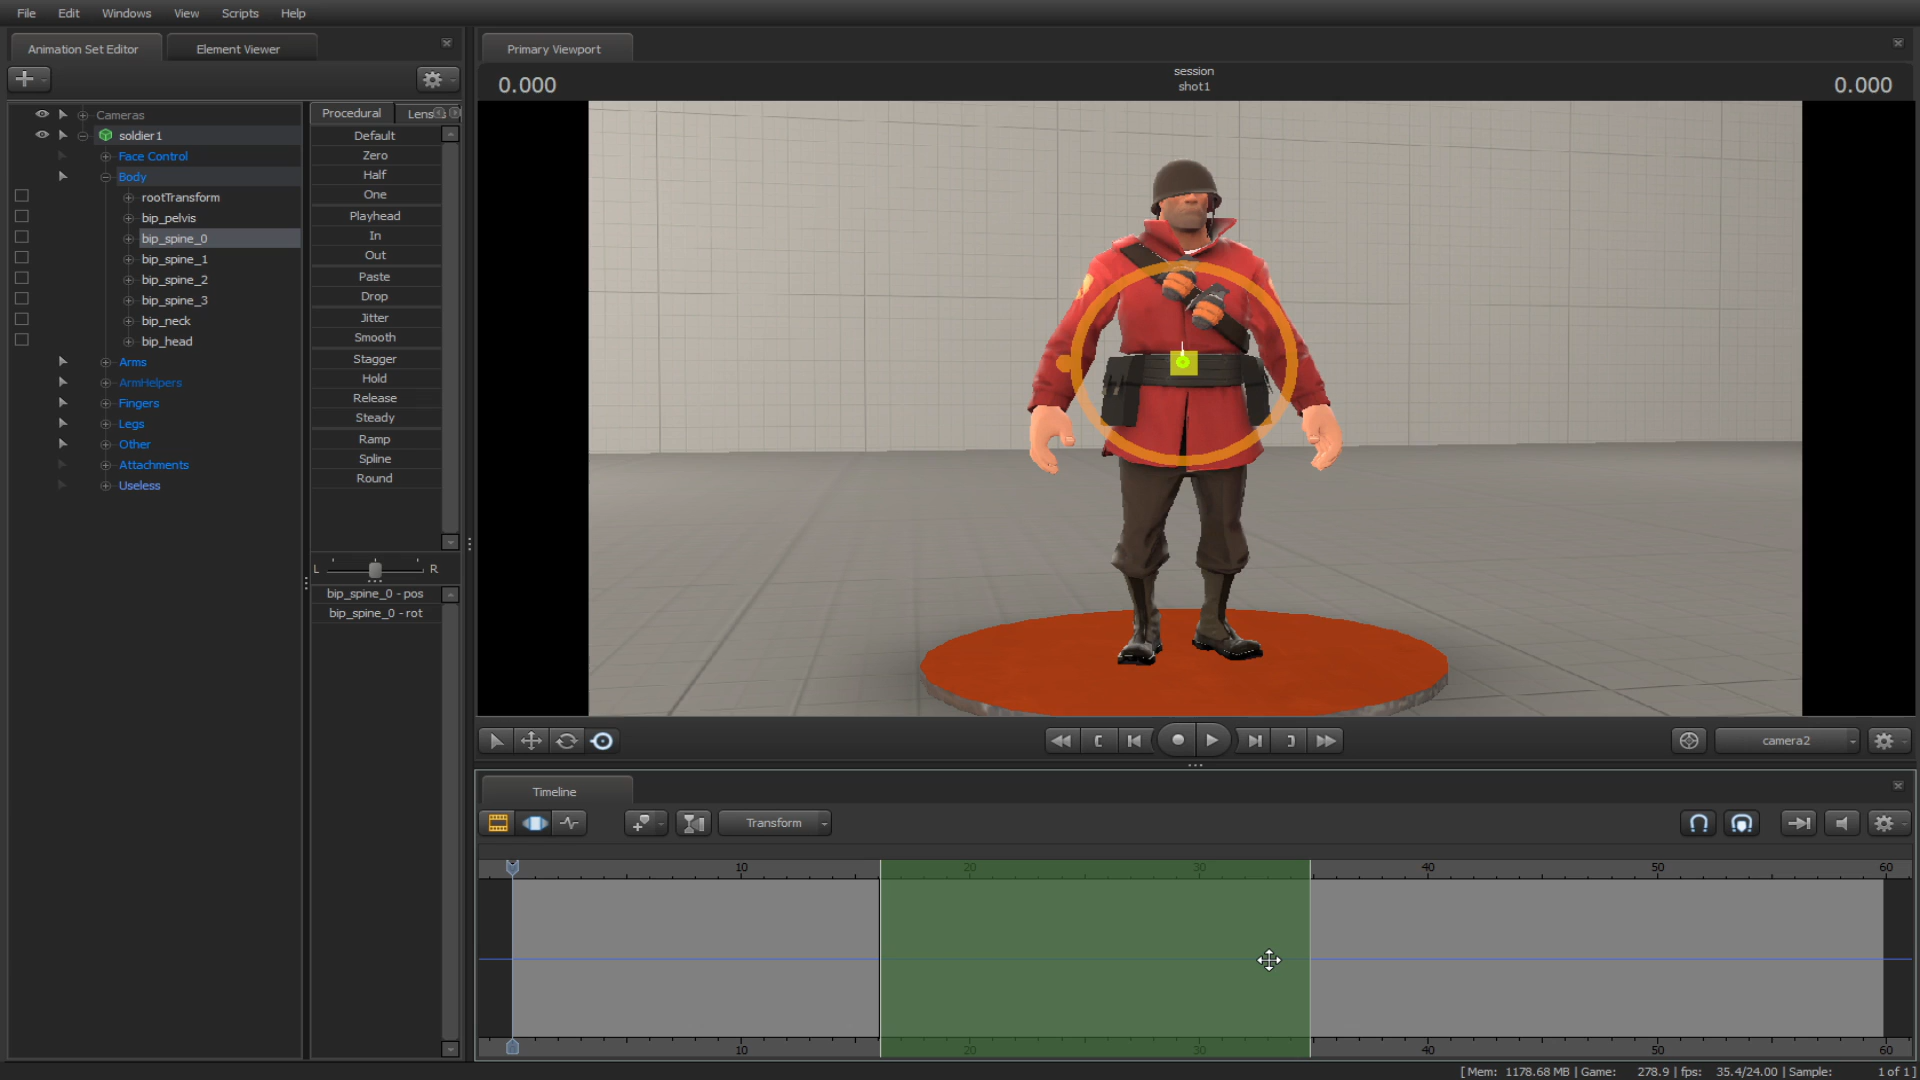 File Edit Windows View Scripts Help
Animation Set Editor Element Viewer
Primary Viewport
0.000 session 0.000
shot1
Cameras
soldier1
Face Control
Body
rootTransform
bip_pelvis
bip_spine_0
bip_spine_1
bip_spine_2
bip_spine_3
bip_neck
bip_head
Arms
ArmHelpers
Fingers
Legs
Other
Attachments
Useless
Procedural
Default
Zero
Half
One
Playhead
In
Out
Paste
Drop
Jitter
Smooth
Stagger
Hold
Release
Steady
Ramp
Spline
Round
L R
bip_spine_0 - pos
bip_spine_0 - rot
camera2
Timeline
Transform
10 20 30 40 50 60
10 20 30 40 50 60
[ Mem: 1178.68 MB | Game: 278.9 | fps: 35.4/24.00 | Sample: 1 of 1 ]